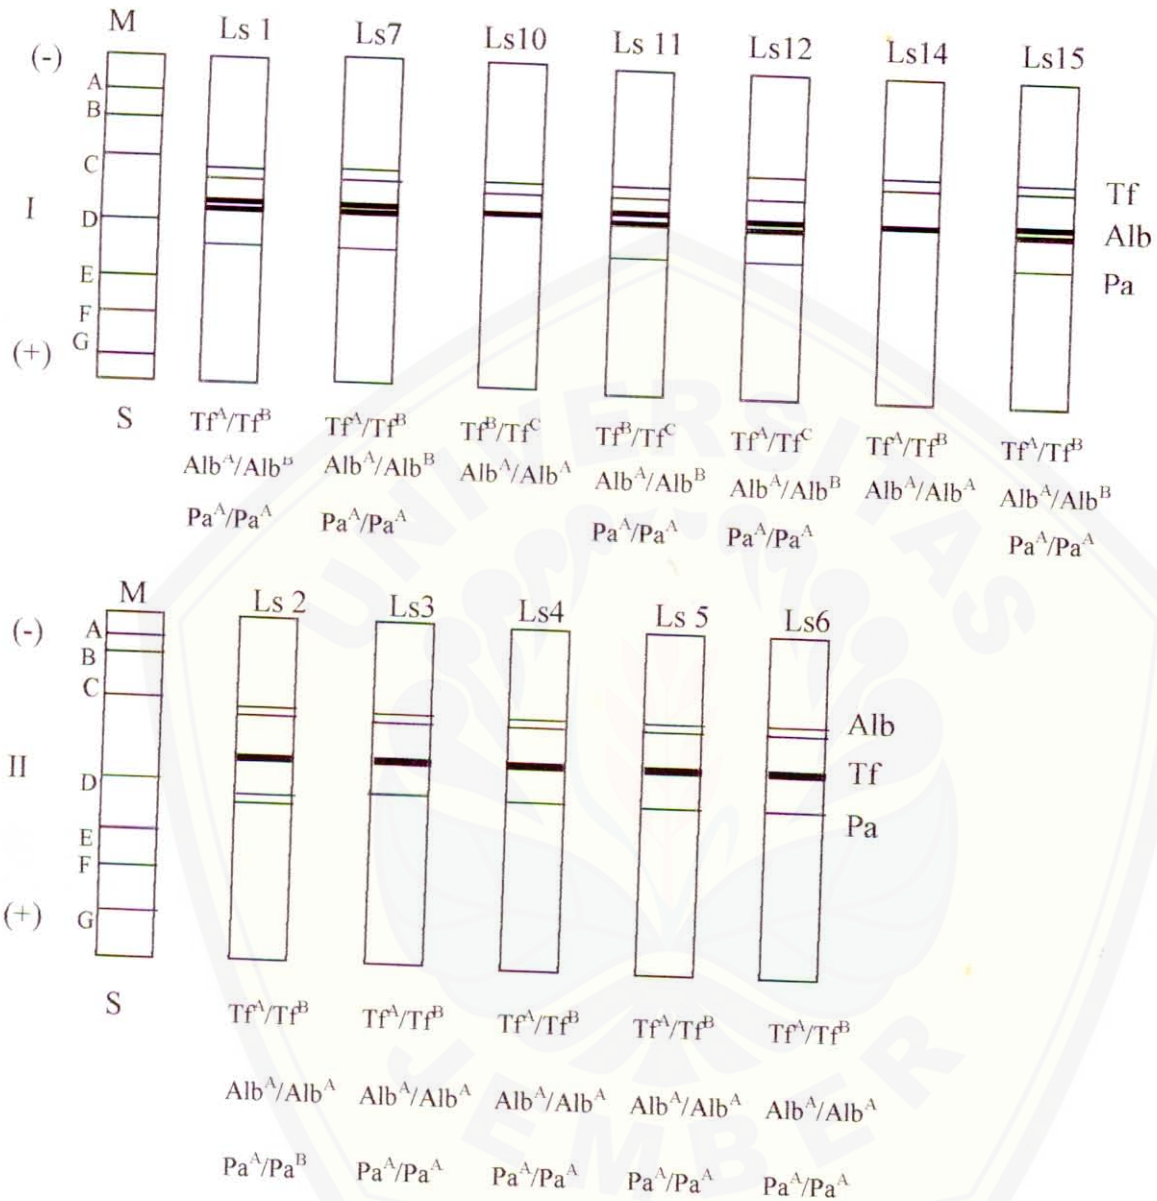 M Ls 1 Ls7 Ls10 Ls 11 Ls12 Ls14 Ls15
(-)
A
B
C
Tf
I
D
Alb
E
Pa
F
(+)
G
S
Tf^A/Tf^B Tf^A/Tf^B Tf^B/Tf^C Tf^B/Tf^C Tf^A/Tf^C Tf^A/Tf^B Tf^A/Tf^B
Alb^A/Alb^B Alb^A/Alb^B Alb^A/Alb^A Alb^A/Alb^B Alb^A/Alb^B Alb^A/Alb^A Alb^A/Alb^B
Pa^A/Pa^A Pa^A/Pa^A Pa^A/Pa^A Pa^A/Pa^A Pa^A/Pa^A
M Ls 2 Ls3 Ls4 Ls 5 Ls6
(-)
A
B
C
Alb
II
D
Tf
E
Pa
F
(+)
G
S
Tf^A/Tf^B Tf^A/Tf^B Tf^A/Tf^B Tf^A/Tf^B Tf^A/Tf^B
Alb^A/Alb^A Alb^A/Alb^A Alb^A/Alb^A Alb^A/Alb^A Alb^A/Alb^A
Pa^A/Pa^B Pa^A/Pa^A Pa^A/Pa^A Pa^A/Pa^A Pa^A/Pa^A
UNIVERSITAS
JEMBER